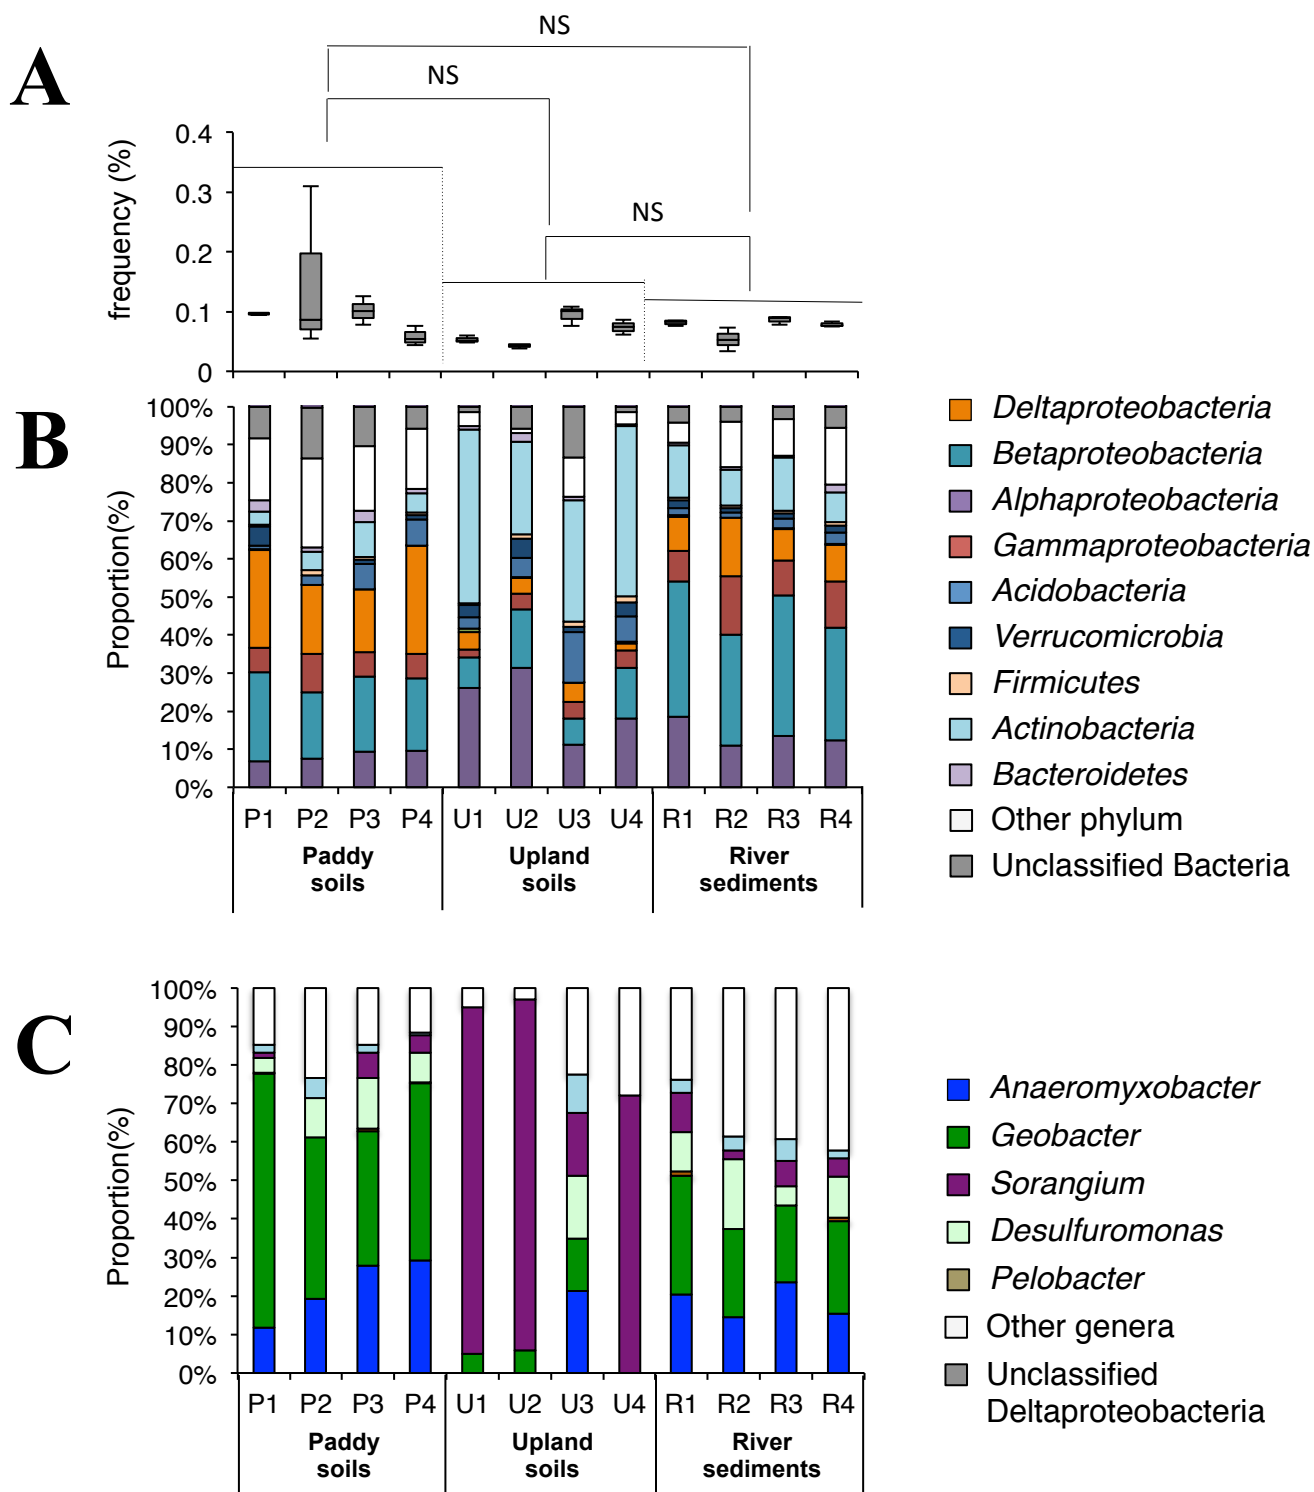 A
NS
NS
NS
frequency (%)
0.4
0.3
0.2
0.1
0
B
Proportion(%)
100%
90%
80%
70%
60%
50%
40%
30%
20%
10%
0%
P1 P2 P3 P4 U1 U2 U3 U4 R1 R2 R3 R4
Paddy Upland River
soils soils sediments
Deltaproteobacteria
Betaproteobacteria
Alphaproteobacteria
Gammaproteobacteria
Acidobacteria
Verrucomicrobia
Firmicutes
Actinobacteria
Bacteroidetes
Other phylum
Unclassified Bacteria
C
Proportion(%)
100%
90%
80%
70%
60%
50%
40%
30%
20%
10%
0%
P1 P2 P3 P4 U1 U2 U3 U4 R1 R2 R3 R4
Paddy Upland River
soils soils sediments
Anaeromyxobacter
Geobacter
Sorangium
Desulfuromonas
Pelobacter
Other genera
Unclassified
Deltaproteobacteria